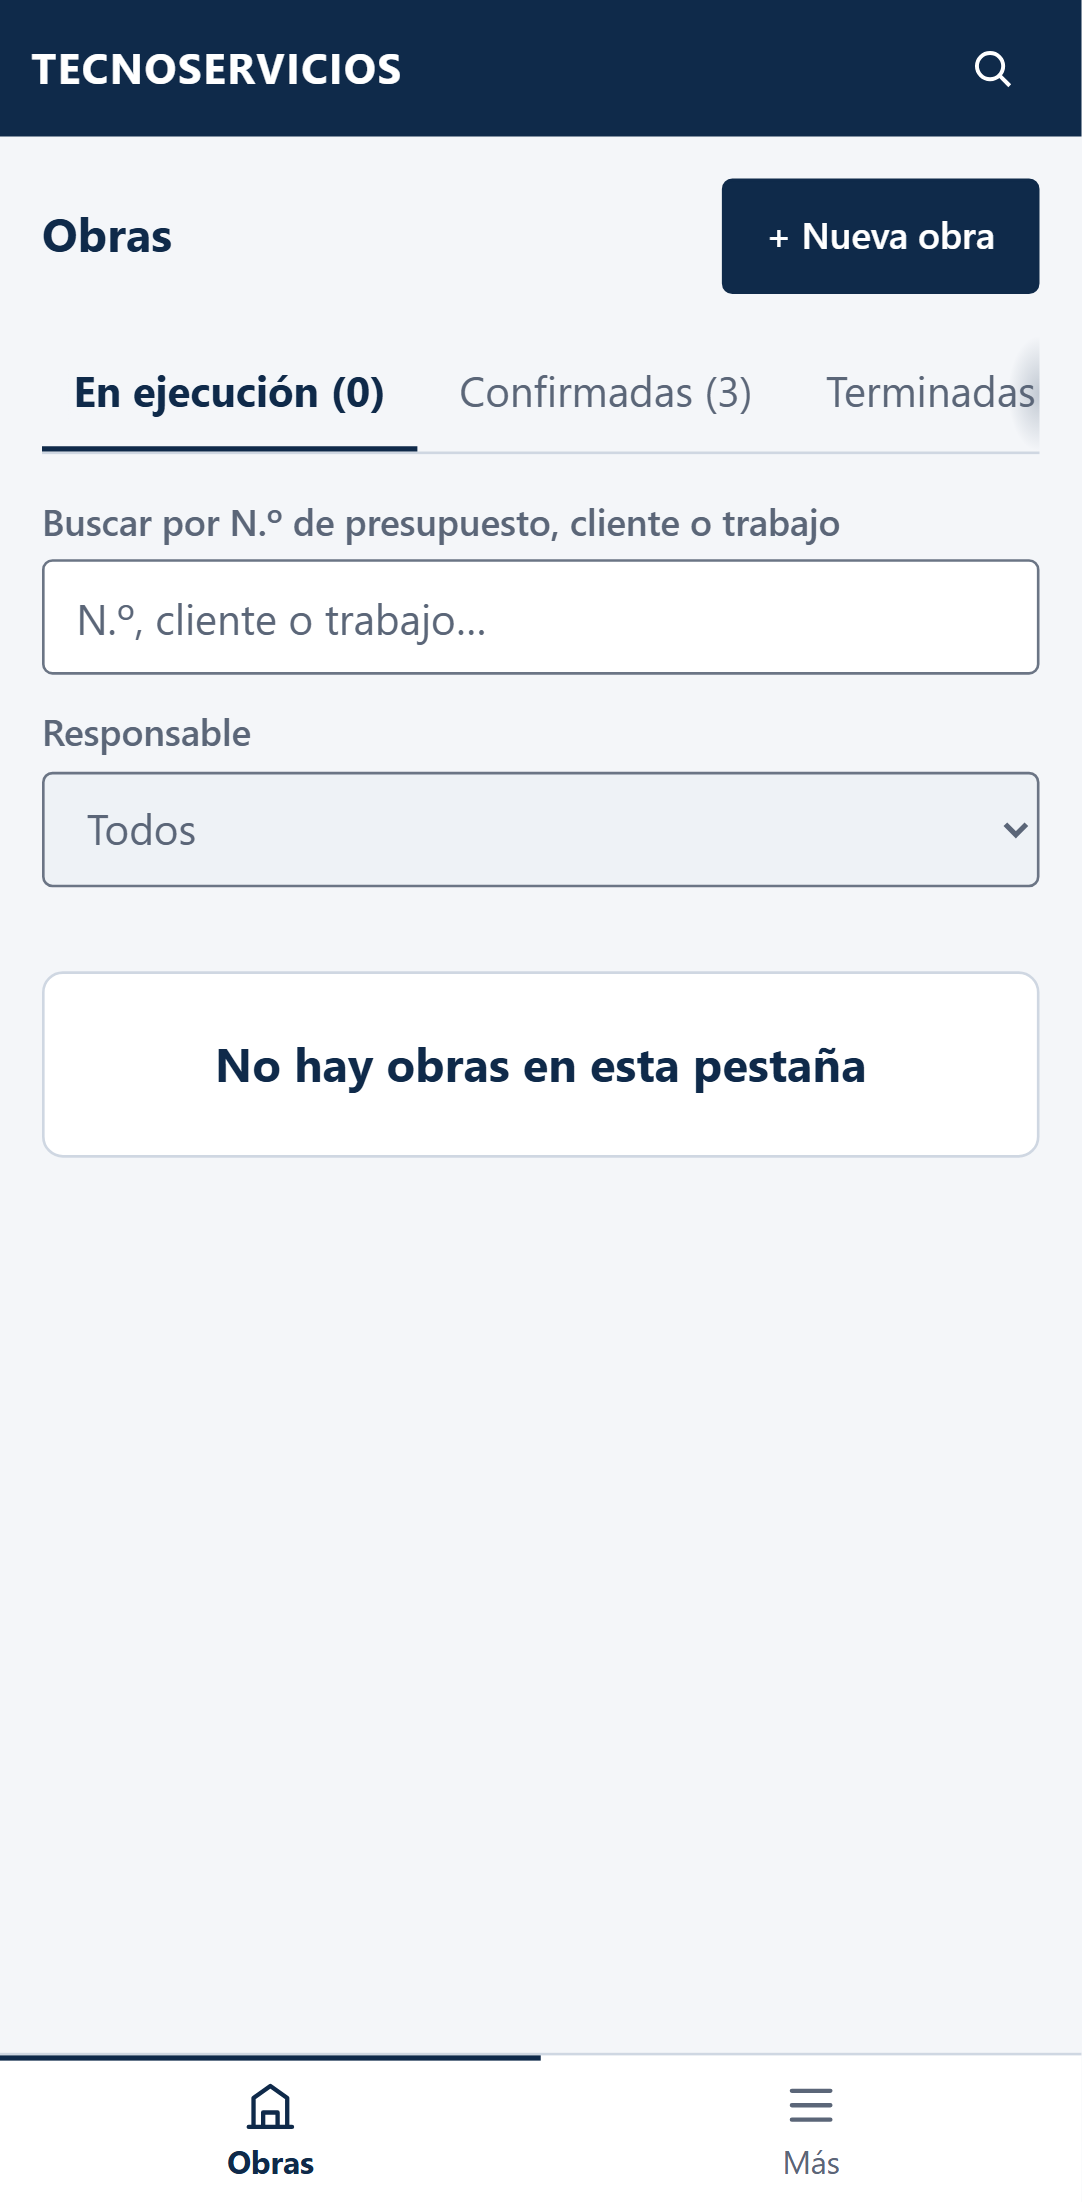 TECNOSERVICIOS
Obras
+ Nueva obra
En ejecución (0) Confirmadas (3) Terminadas
Buscar por N.º de presupuesto, cliente o trabajo
N.º, cliente o trabajo...
Responsable
Todos
No hay obras en esta pestaña
Obras
Más